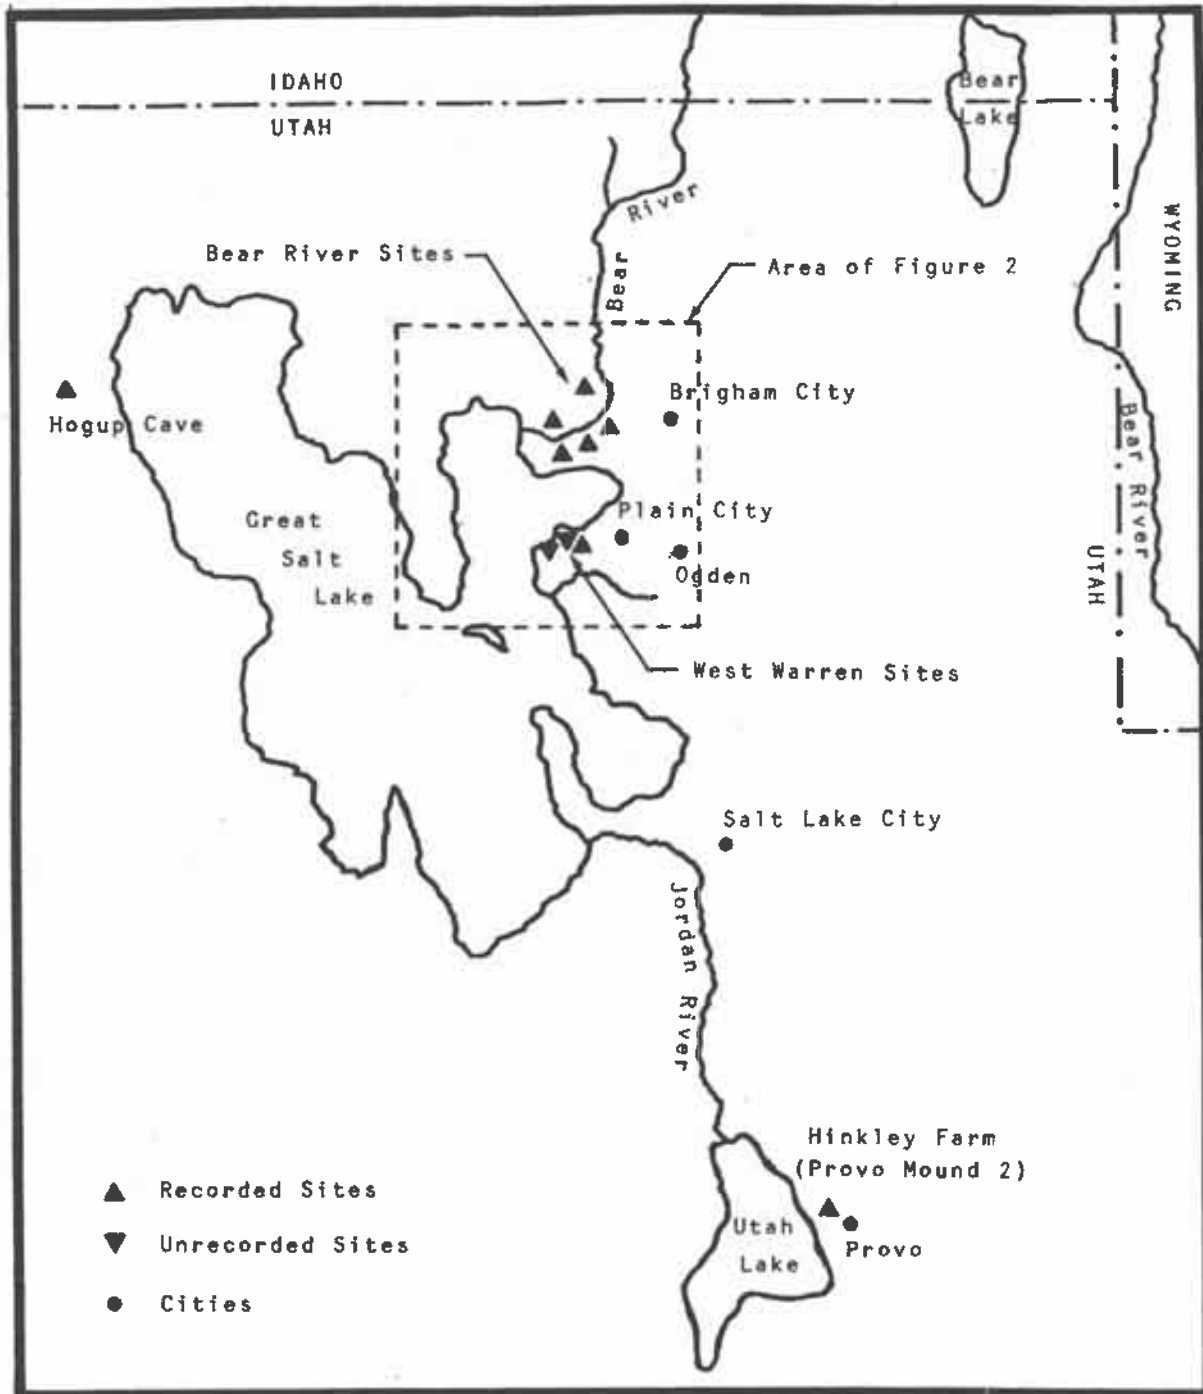 IDAHO
UTAH
Bear
Lake
River
Bear
WYOMING
Bear River Sites
Area of Figure 2
Brigham City
Hogup Cave
Bear River
Great
Salt
Lake
Plain City
Ogden
UTAH
West Warren Sites
Salt Lake City
Jordan River
Hinkley Farm
(Provo Mound 2)
Recorded Sites
Unrecorded Sites
Cities
Utah
Lake
Provo